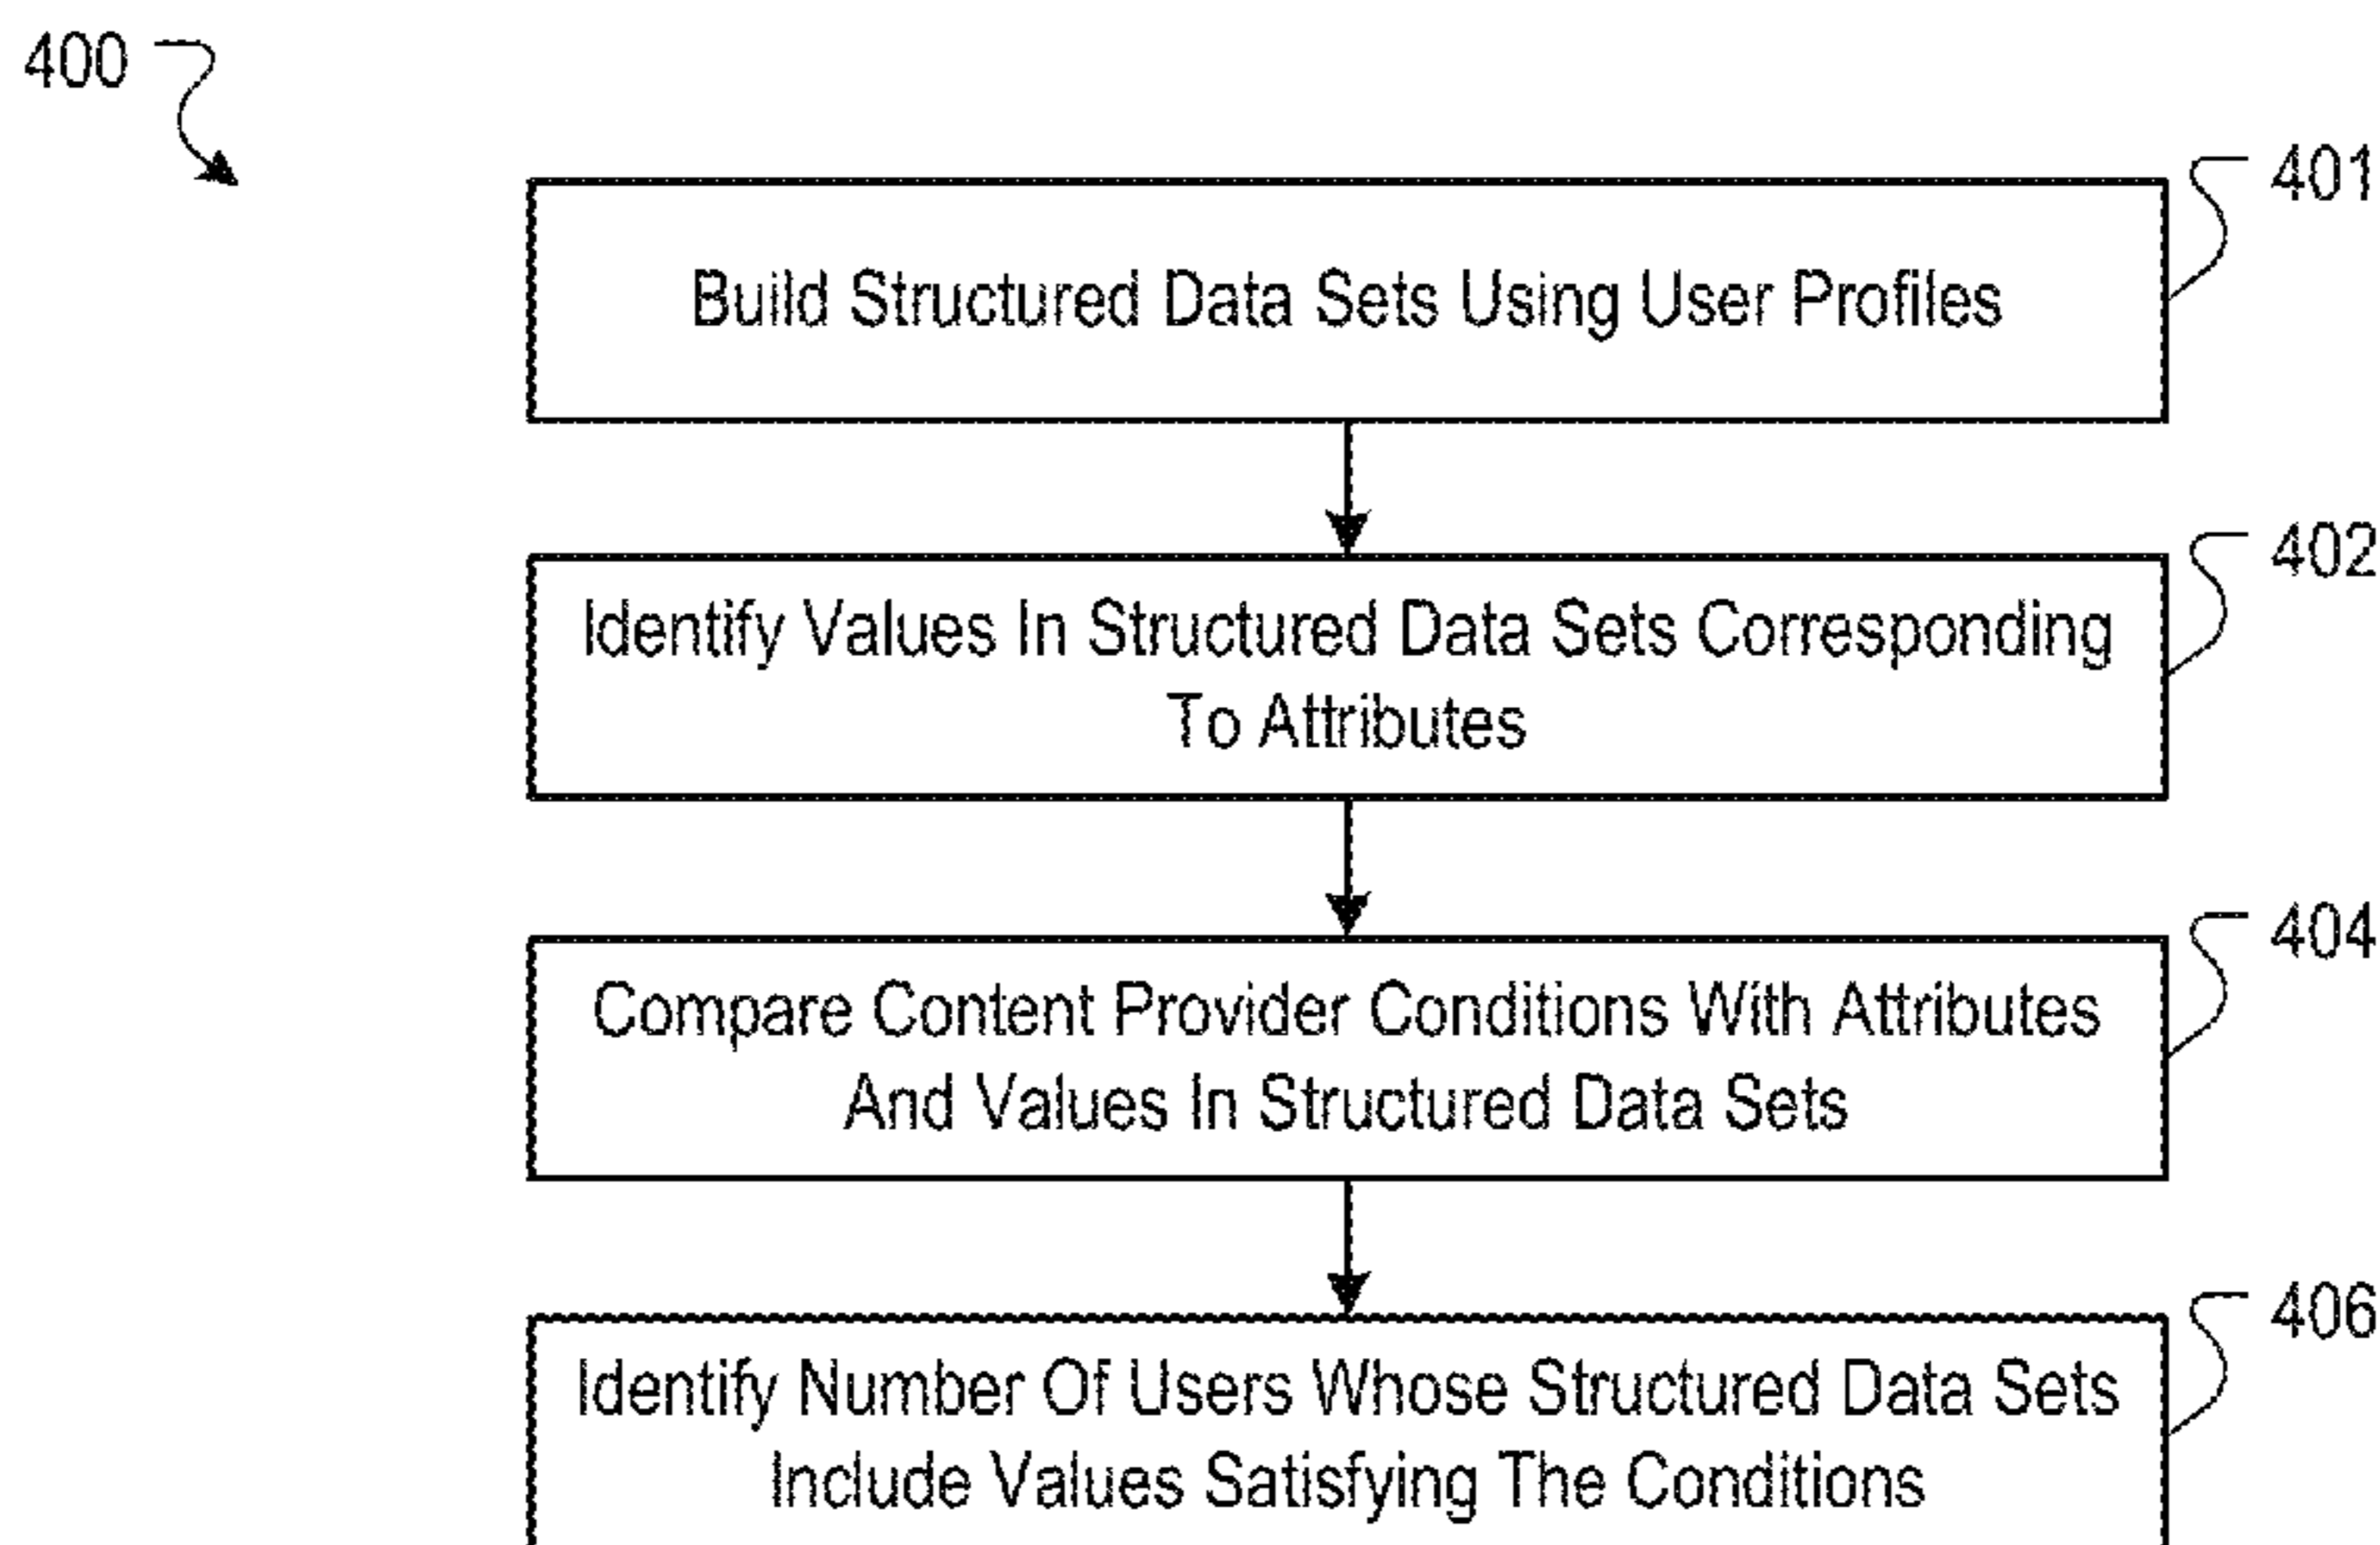 400
401
Build Structured Data Sets Using User Profiles
402
Identify Values In Structured Data Sets Corresponding
To Attributes
404
Compare Content Provider Conditions With Attributes
And Values In Structured Data Sets
406
Identify Number Of Users Whose Structured Data Sets
Include Values Satisfying The Conditions